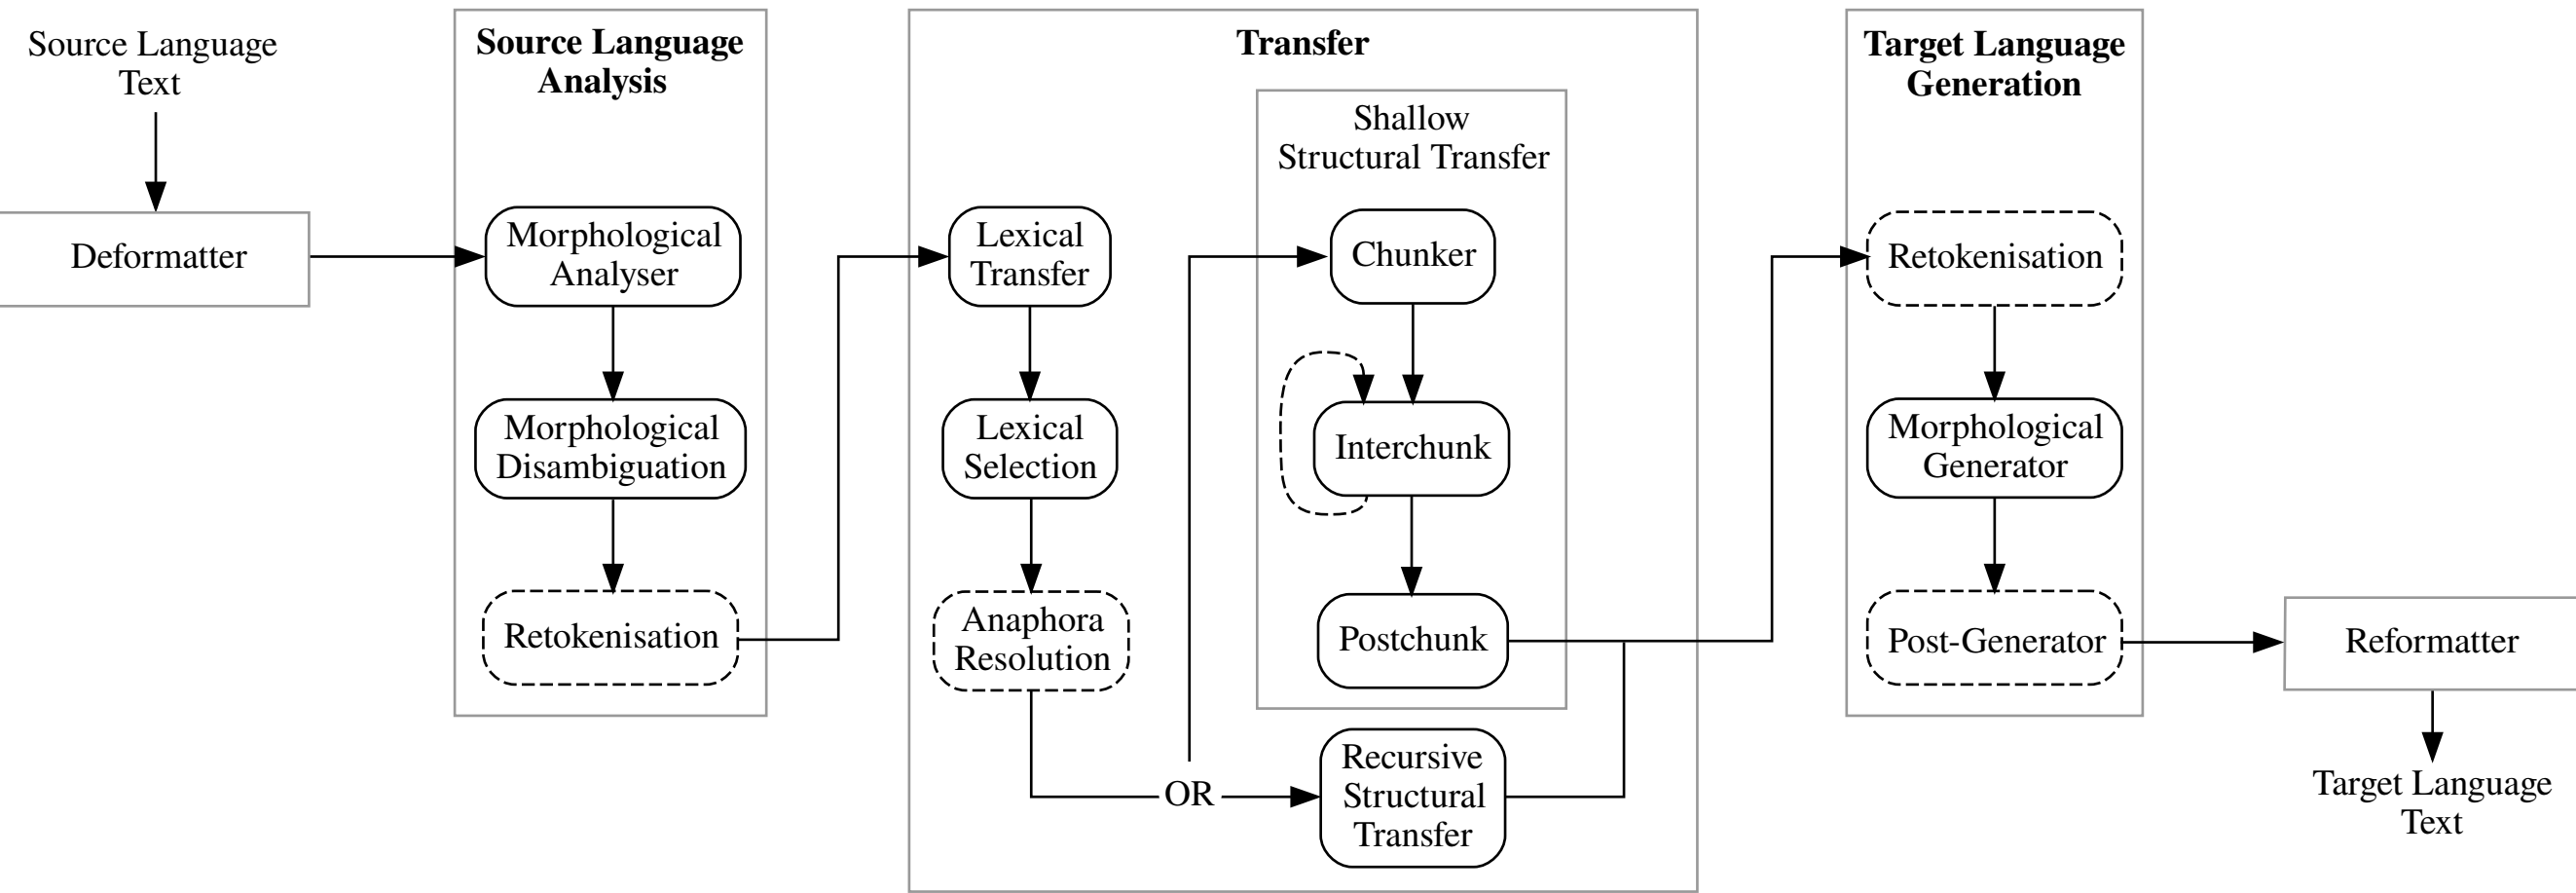 Source Language
Text
Deformatter
Source Language
Analysis
Morphological
Analyser
Morphological
Disambiguation
Retokenisation
Transfer
Lexical
Transfer
Lexical
Selection
Anaphora
Resolution
OR
Shallow
Structural Transfer
Chunker
Interchunk
Postchunk
Recursive
Structural
Transfer
Target Language
Generation
Retokenisation
Morphological
Generator
Post-Generator
Reformatter
Target Language
Text